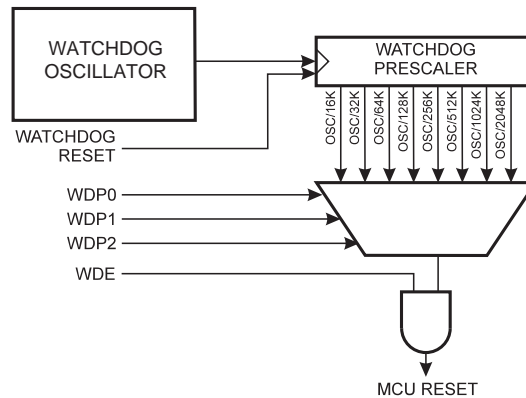 WATCHDOG
OSCILLATOR
WATCHDOG
PRESCALER
WATCHDOG
RESET
OSC/16K
OSC/32K
OSC/64K
OSC/128K
OSC/256K
OSC/512K
OSC/1024K
OSC/2048K
WDP0
WDP1
WDP2
WDE
MCU RESET